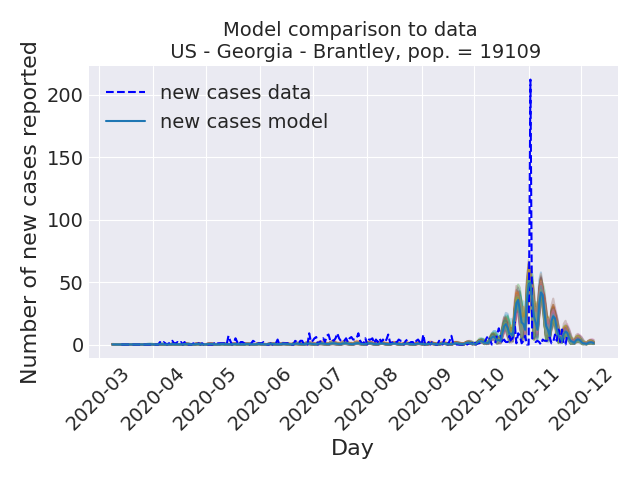 Model comparison to data
US - Georgia - Brantley, pop. = 19109
Number of new cases reported
200
150
100
50
0
new cases data
new cases model
2020-03
2020-04
2020-05
2020-06
2020-07
2020-08
2020-09
2020-10
2020-11
2020-12
Day